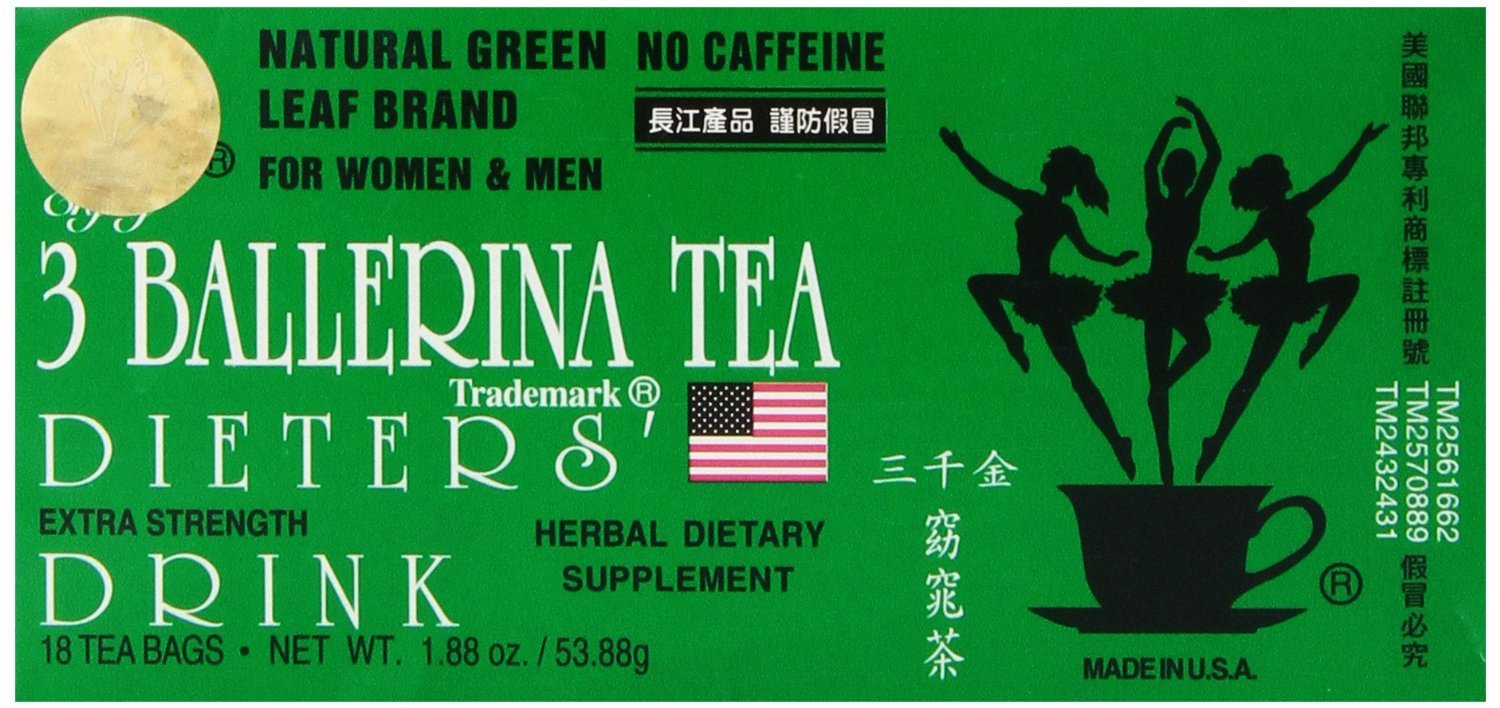 NATURAL GREEN
LEAF BRAND
FOR WOMEN & MEN
NO CAFFEINE
長江產品 謹防假冒
®
3 BALLERINA TEA
Trademark ®
DIETERS'
EXTRA STRENGTH
DRINK
HERBAL DIETARY
SUPPLEMENT
18 TEA BAGS • NET WT. 1.88 oz. / 53.88g
三千金
窈窕茶
®
MADE IN U.S.A.
美國聯邦專利商標註冊號
TM2561662
TM2570889
TM2432431
假冒必究